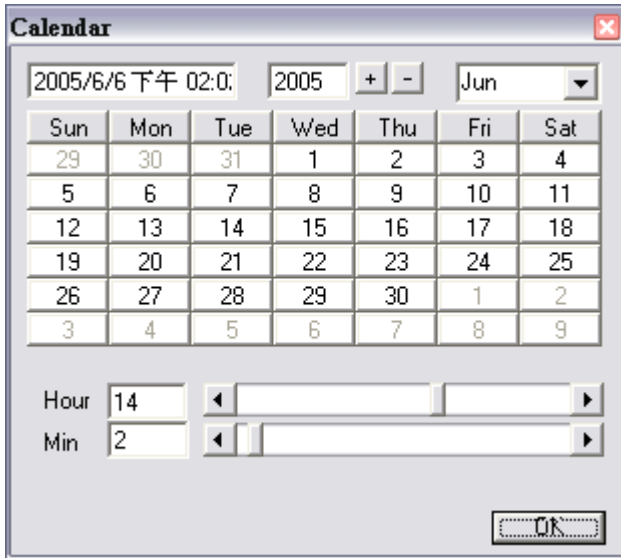 Calendar
2005/6/6 下午 02:0
2005 + - Jun
Sun Mon Tue Wed Thu Fri Sat
29 30 31 1 2 3 4
5 6 7 8 9 10 11
12 13 14 15 16 17 18
19 20 21 22 23 24 25
26 27 28 29 30 1 2
3 4 5 6 7 8 9
Hour 14
Min 2
OK